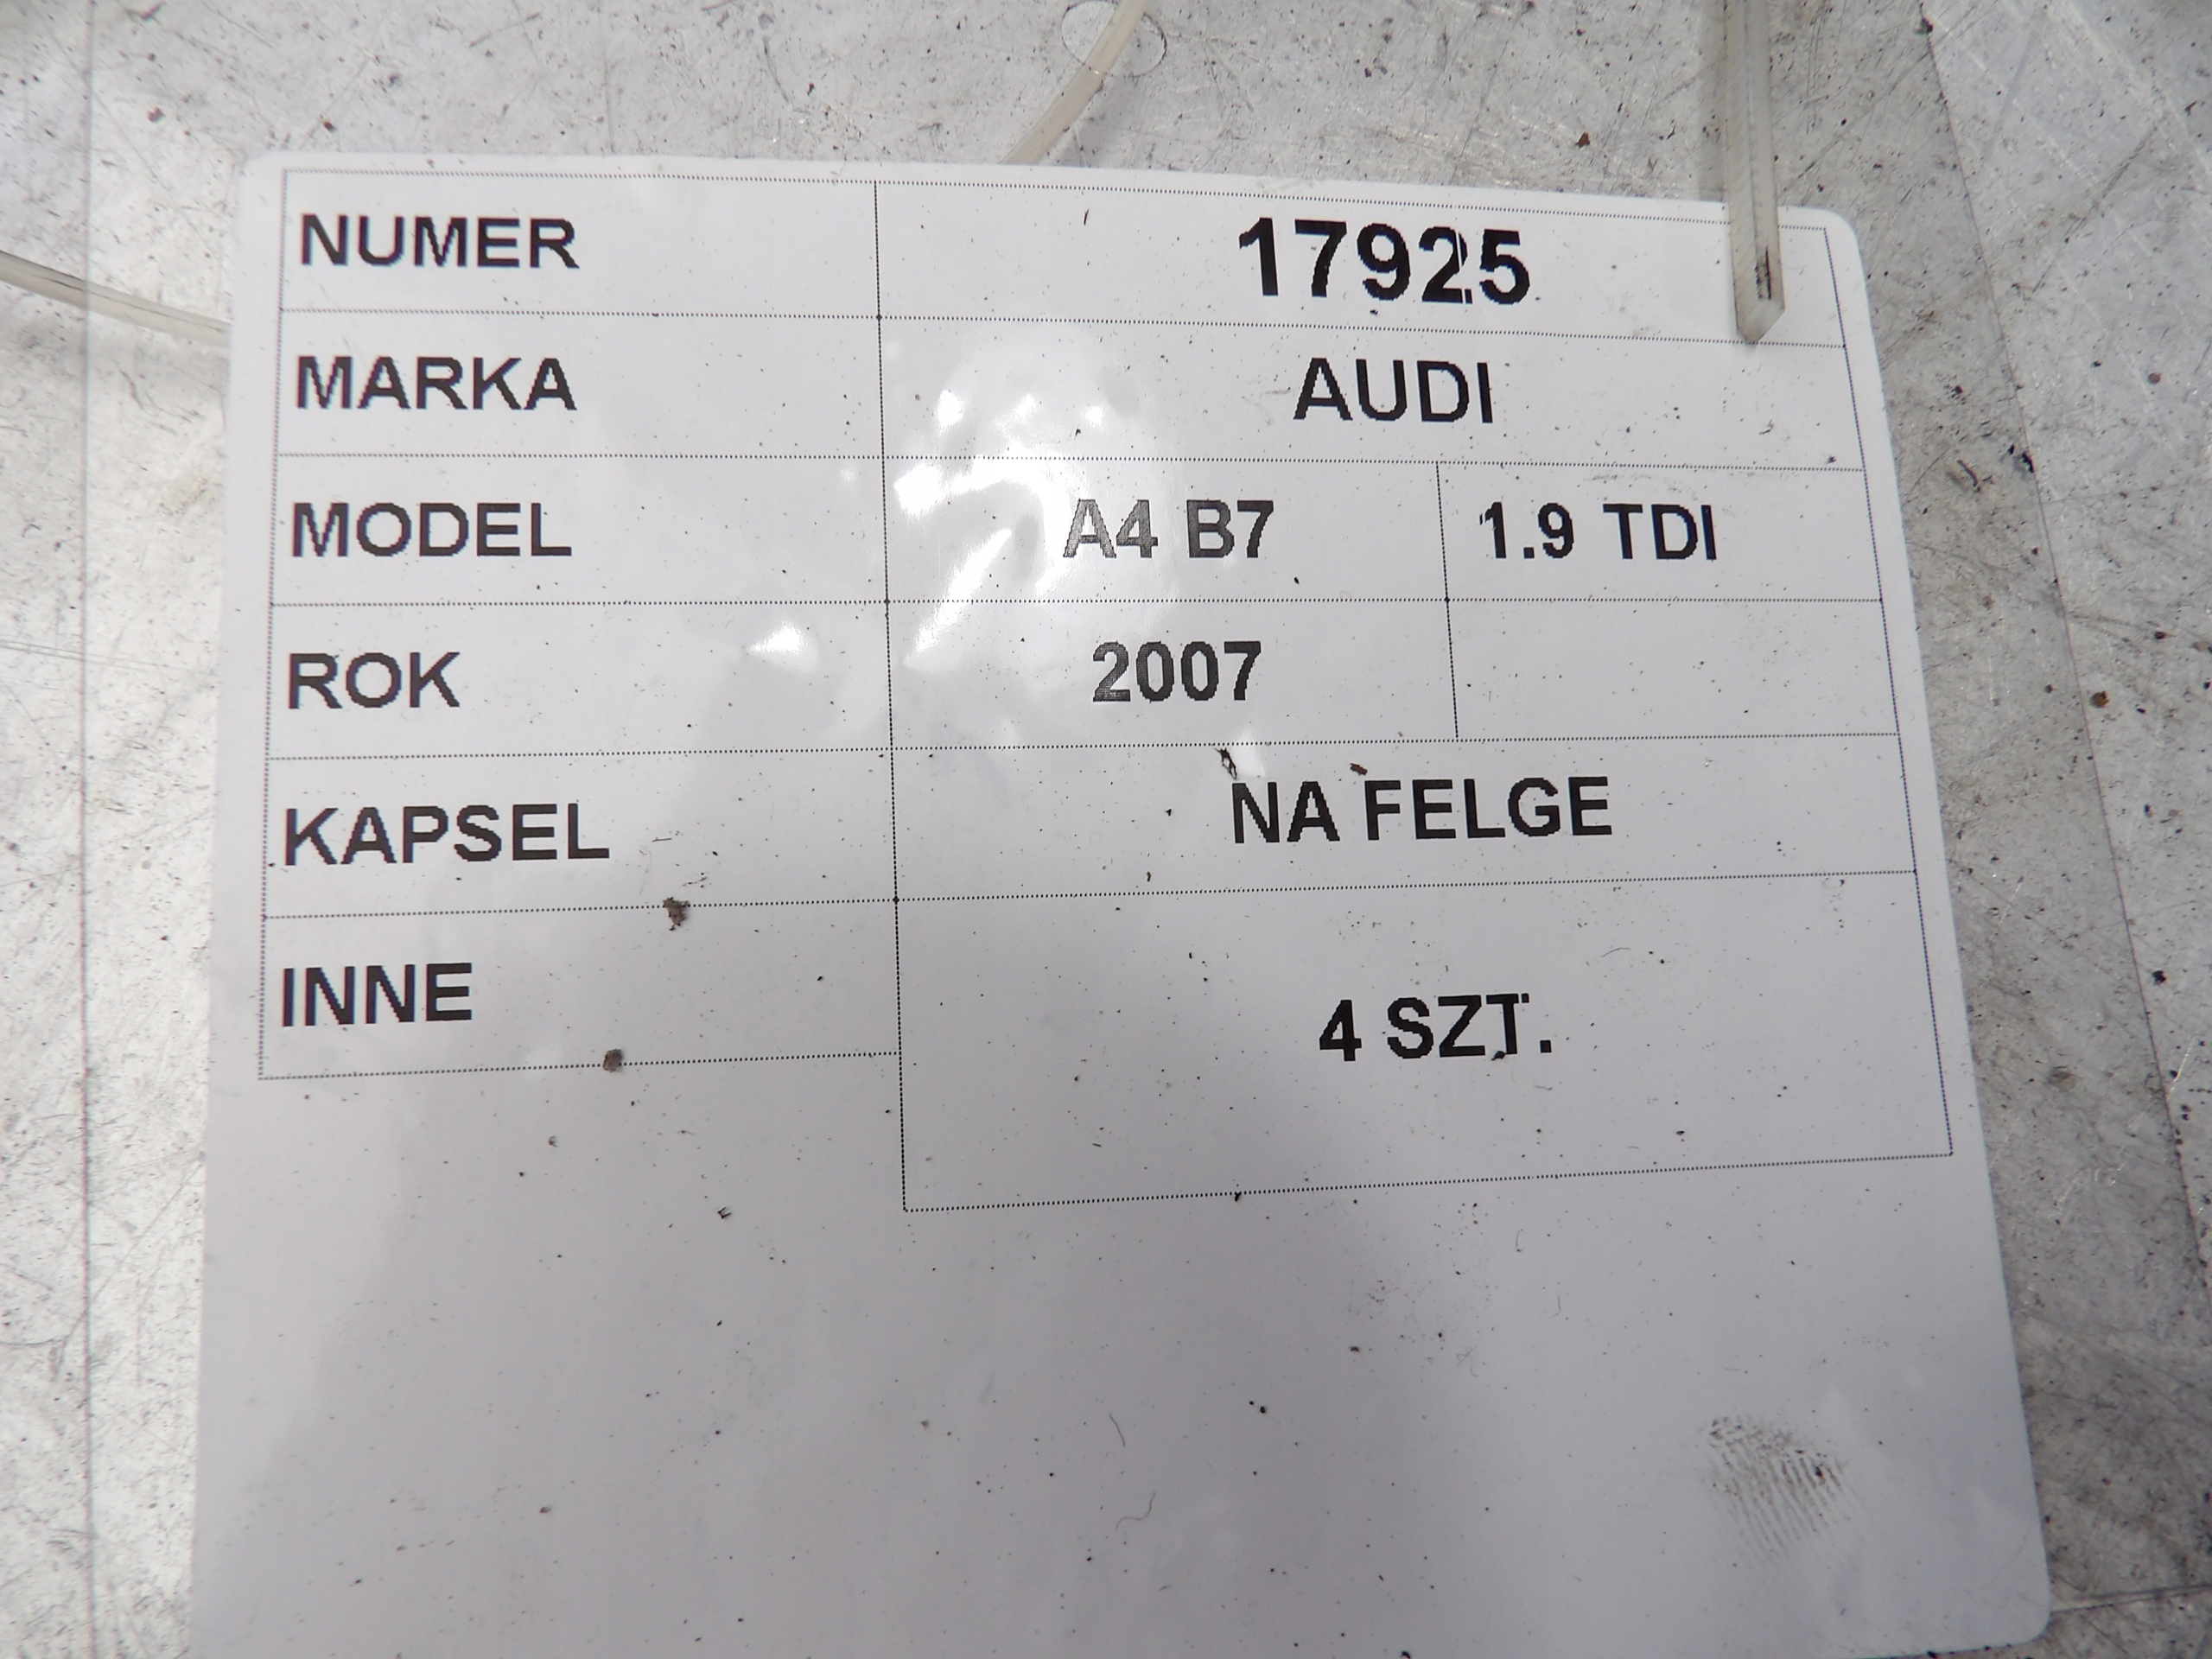 NUMER 17925
MARKA AUDI
MODEL A4 B7 1.9 TDI
ROK 2007
KAPSEL NA FELGE
INNE 4 SZT.